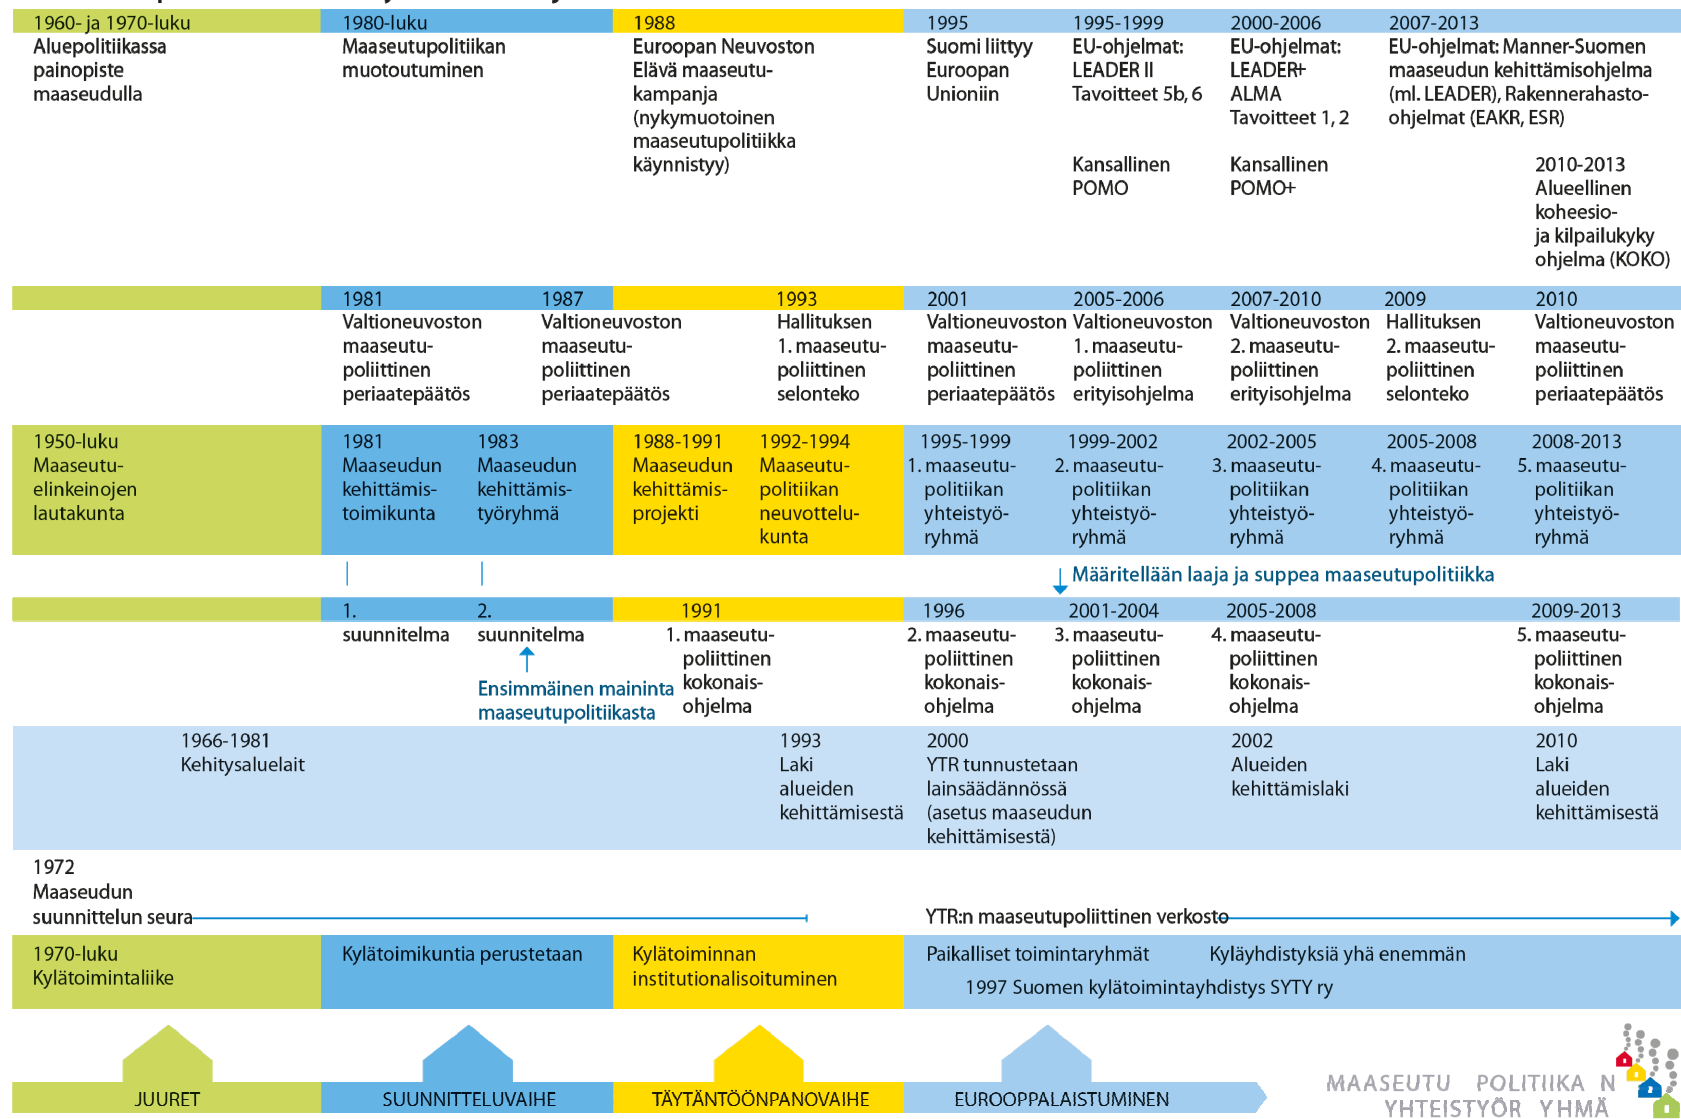 1960- ja 1970-luku
Aluepolitiikassa
painopiste
maaseudulla
1980-luku
Maaseutupolitiikan
muotoutuminen
1988
Euroopan Neuvoston
Elävä maaseutu-
kampanja
(nykymuotoinen
maaseutupolitiikka
käynnistyy)
1995
Suomi liittyy
Euroopan
Unioniin
1995-1999
EU-ohjelmat:
LEADER II
Tavoitteet 5b, 6
Kansallinen
POMO
2000-2006
EU-ohjelmat:
LEADER+
ALMA
Tavoitteet 1, 2
Kansallinen
POMO+
2007-2013
EU-ohjelmat: Manner-Suomen
maaseudun kehittämisohjelma
(ml. LEADER), Rakennerahasto-
ohjelmat (EAKR, ESR)
2010-2013
Alueellinen
koheesio-
ja kilpailukyky
ohjelma (KOKO)
1981
Valtioneuvoston
maaseutu-
poliittinen
periaatepäätös
1987
Valtioneuvoston
maaseutu-
poliittinen
periaatepäätös
1993
Hallituksen
1. maaseutu-
poliittinen
selonteko
2001
Valtioneuvoston
maaseutu-
poliittinen
periaatepäätös
2005-2006
Valtioneuvoston
1. maaseutu-
poliittinen
erityisohjelma
2007-2010
Valtioneuvoston
2. maaseutu-
poliittinen
erityisohjelma
2009
Hallituksen
2. maaseutu-
poliittinen
selonteko
2010
Valtioneuvoston
maaseutu-
poliittinen
periaatepäätös
1950-luku
Maaseutu-
elinkeinojen
lautakunta
1981
Maaseudun
kehittämis-
toimikunta
1983
Maaseudun
kehittämis-
työryhmä
1988-1991
Maaseudun
kehittämis-
projekti
1992-1994
Maaseutu-
politiikan
neuvottelu-
kunta
1995-1999
1. maaseutu-
politiikan
yhteistyö-
ryhmä
1999-2002
2. maaseutu-
politiikan
yhteistyö-
ryhmä
2002-2005
3. maaseutu-
politiikan
yhteistyö-
ryhmä
2005-2008
4. maaseutu-
politiikan
yhteistyö-
ryhmä
2008-2013
5. maaseutu-
politiikan
yhteistyö-
ryhmä
Määritellään laaja ja suppea maaseutupolitiikka
1.
suunnitelma
2.
suunnitelma
Ensimmäinen maininta
maaseutupolitiikasta
1991
1. maaseutu-
poliittinen
kokonais-
ohjelma
1996
2. maaseutu-
poliittinen
kokonais-
ohjelma
2001-2004
3. maaseutu-
poliittinen
kokonais-
ohjelma
2005-2008
4. maaseutu-
poliittinen
kokonais-
ohjelma
2009-2013
5. maaseutu-
poliittinen
kokonais-
ohjelma
1966-1981
Kehitysaluelait
1993
Laki
alueiden
kehittämisestä
2000
YTR tunnustetaan
lainsäädännössä
(asetus maaseudun
kehittämisestä)
2002
Alueiden
kehittämislaki
2010
Laki
alueiden
kehittämisestä
1972
Maaseudun
suunnittelun seura
YTR:n maaseutupoliittinen verkosto
1970-luku
Kylätoimintaliike
Kylätoimikuntia perustetaan
Kylätoiminnan
institutionalisoituminen
Paikalliset toimintaryhmät
Kyläyhdistyksiä yhä enemmän
1997 Suomen kylätoimintayhdistys SYTY ry
JUURET
SUUNNITTELUVAIHE
TÄYTÄNTÖÖNPANOVAIHE
EUROOPPALAISTUMINEN
MAASEUTU POLITIIKA N
YHTEISTYÖR YHMÄ